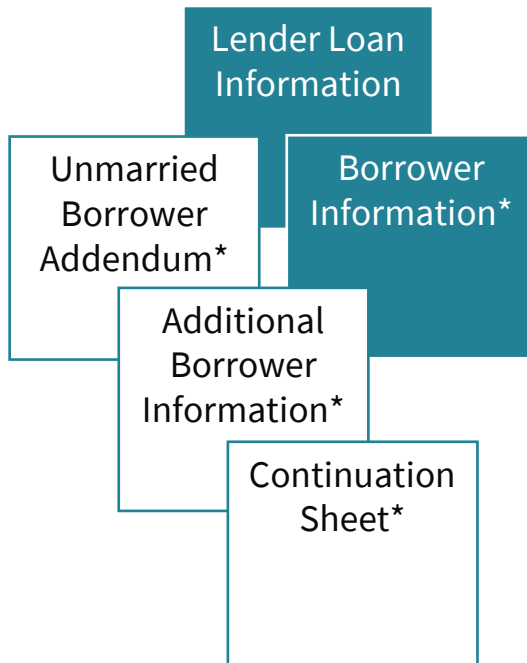 Lender Loan
Information
Unmarried
Borrower
Addendum*
Borrower
Information*
Additional
Borrower
Information*
Continuation
Sheet*